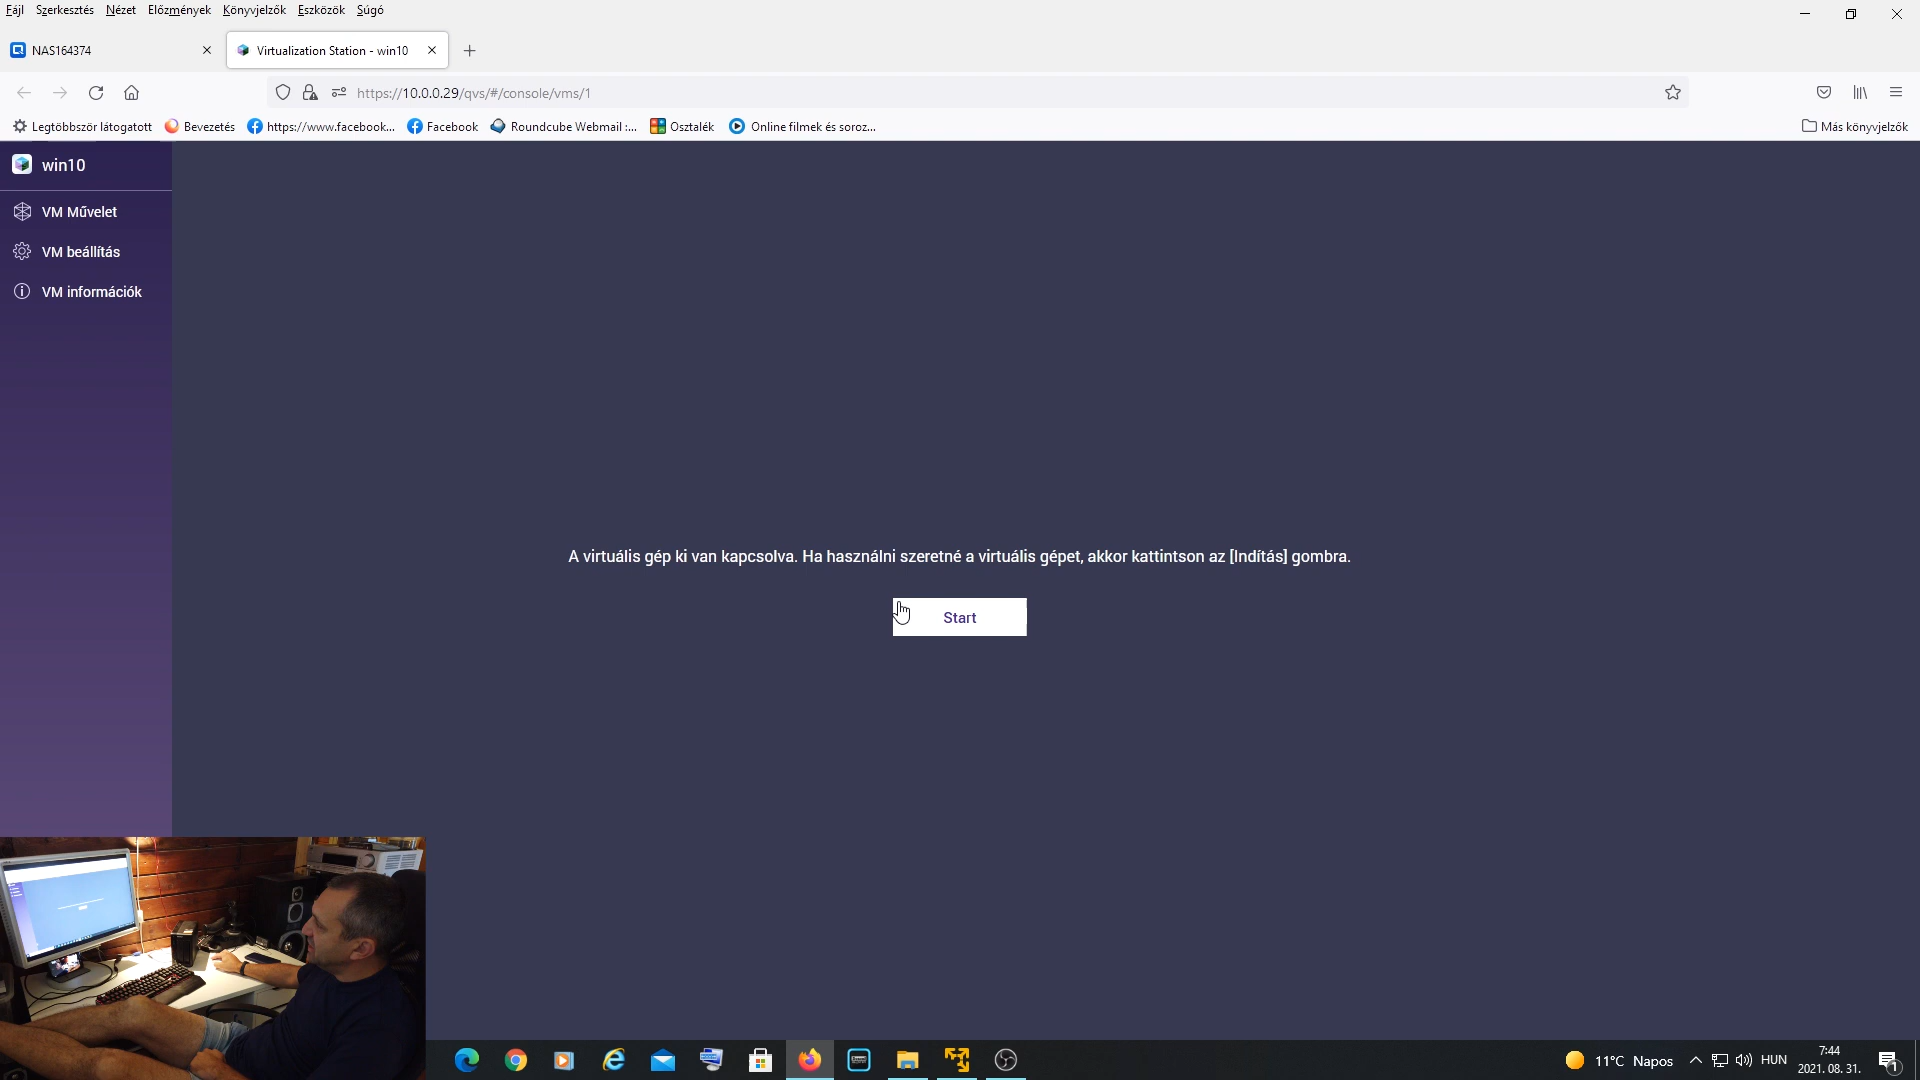 Fájl Szerkesztés Nézet Előzmények Könyvjelzők Eszközök Súgó
NAS164374
Virtualization Station - win10
https://10.0.0.29/qvs/#/console/vms/1
Legtöbbször látogatott Bevezetés https://www.facebook... Facebook Roundcube Webmail :... Osztalék Online filmek és soroz... Más könyvjelzők
win10
VM Művelet
VM beállítás
VM információk
A virtuális gép ki van kapcsolva. Ha használni szeretné a virtuális gépet, akkor kattintson az [Indítás] gombra.
Start
11°C Napos
HUN
7:44
2021. 08. 31.
1